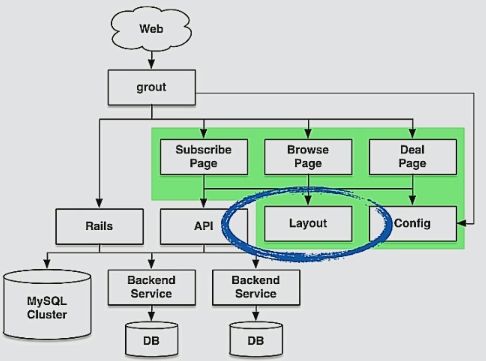 Web
grout
Subscribe
Page
Browse
Page
Deal
Page
Rails
API
Layout
Config
MySQL
Cluster
Backend
Service
Backend
Service
DB
DB